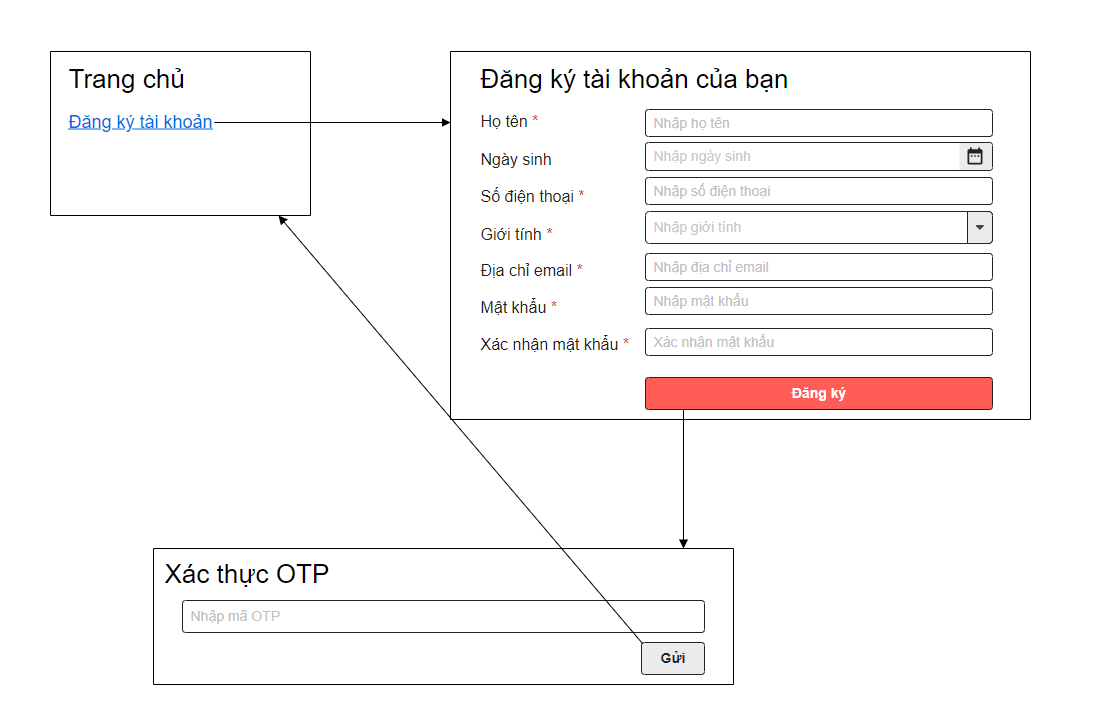 Trang chủ
Đăng ký tài khoản
Đăng ký tài khoản của bạn
Họ tên *
Nhập họ tên
Ngày sinh
Nhập ngày sinh
Số điện thoại *
Nhập số điện thoại
Giới tính *
Nhập giới tính
Địa chỉ email *
Nhập địa chỉ email
Mật khẩu *
Nhập mật khẩu
Xác nhận mật khẩu *
Xác nhận mật khẩu
Đăng ký
Xác thực OTP
Nhập mã OTP
Gửi